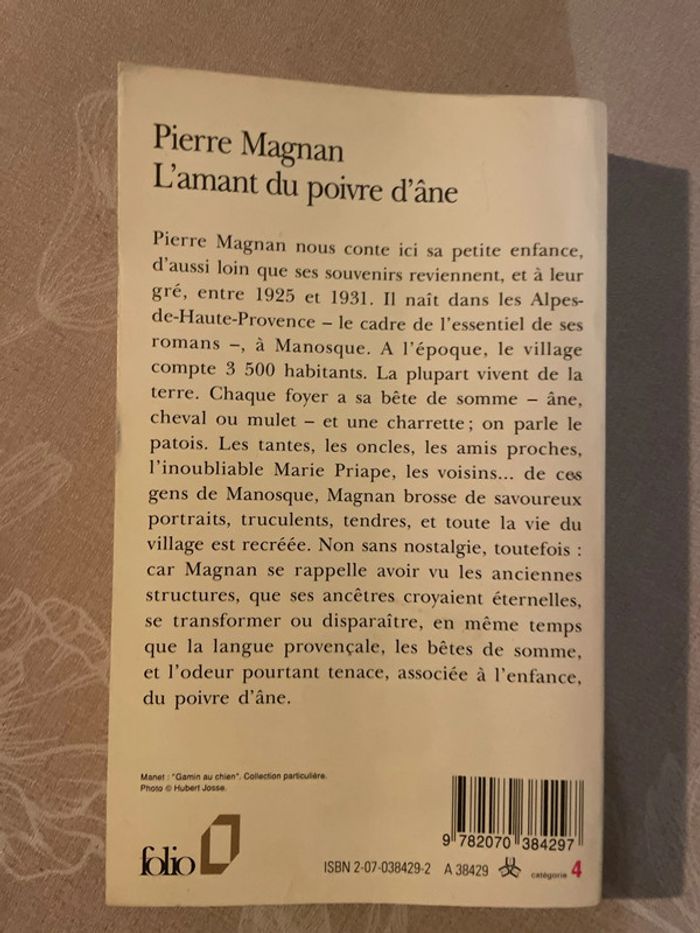 Pierre Magnan
L'amant du poivre d'âne
Pierre Magnan nous conte ici sa petite enfance,
d'aussi loin que ses souvenirs reviennent, et à leur
gré, entre 1925 et 1931. Il naît dans les Alpes-
de-Haute-Provence – le cadre de l'essentiel de ses
romans –, à Manosque. A l'époque, le village
compte 3 500 habitants. La plupart vivent de la
terre. Chaque foyer a sa bête de somme – âne,
cheval ou mulet – et une charrette ; on parle le
patois. Les tantes, les oncles, les amis proches,
l'inoubliable Marie Priape, les voisins... de ces
gens de Manosque, Magnan brosse de savoureux
portraits, truculents, tendres, et toute la vie du
village est recréée. Non sans nostalgie, toutefois :
car Magnan se rappelle avoir vu les anciennes
structures, que ses ancêtres croyaient éternelles,
se transformer ou disparaître, en même temps
que la langue provençale, les bêtes de somme,
et l'odeur pourtant tenace, associée à l'enfance,
du poivre d'âne.
Manet : "Gamin au chien". Collection particulière.
Photo © Hubert Josse.
9 782070 384297
folio
ISBN 2-07-038429-2 A 38429 catégorie 4